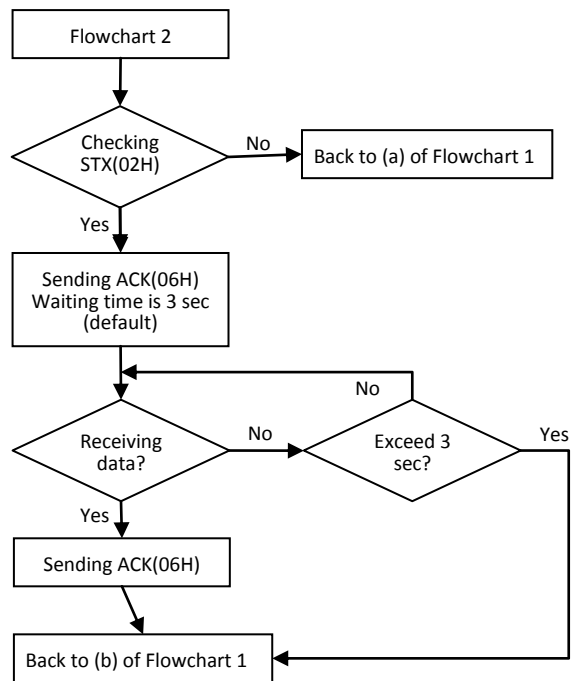 Flowchart 2
Checking
STX(02H)
No
Back to (a) of Flowchart 1
Yes
Sending ACK(06H)
Waiting time is 3 sec
(default)
No
Receiving
data?
No
Exceed 3
sec?
Yes
Yes
Sending ACK(06H)
Back to (b) of Flowchart 1